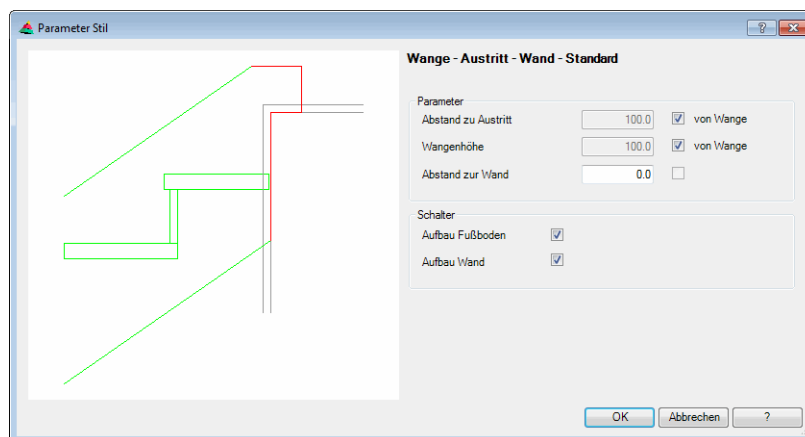 Parameter Stil
?
Wange - Austritt - Wand - Standard
Parameter
Abstand zu Austritt 100.0 von Wange
Wangenhöhe 100.0 von Wange
Abstand zur Wand 0.0
Schalter
Aufbau Fußboden
Aufbau Wand
OK Abbrechen ?